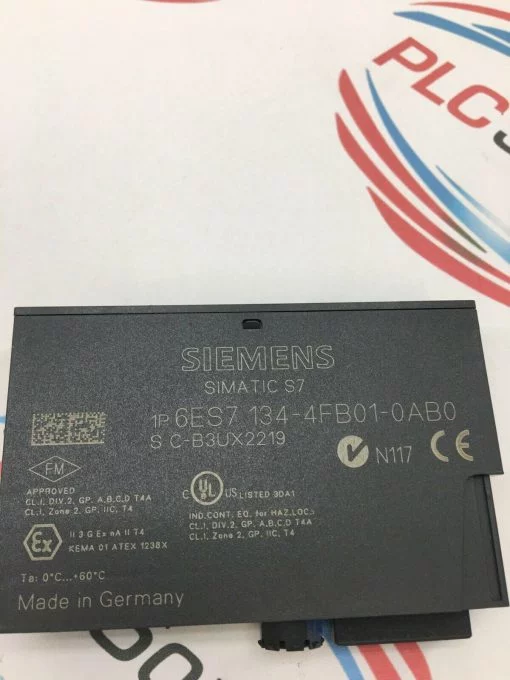 PLC
SIEMENS
SIMATIC S7
1P 6ES7 134-4FB01-0AB0
S C-B3UX2219
N117
FM
APPROVED
CL.I, DIV.2, GP. A,B,C,D T4A
CL.I, Zone 2, GP. IIC, T4
C UL US LISTED 3DA1
IND.CONT. EQ. for HAZ.LOC.
CL.I, DIV.2, GP. A,B,C,D T4A
CL.I, Zone 2, GP. IIC, T4
Ex
II 3 G Ex nA II T4
KEMA 01 ATEX 1238X
Ta: 0°C...+60°C
Made in Germany